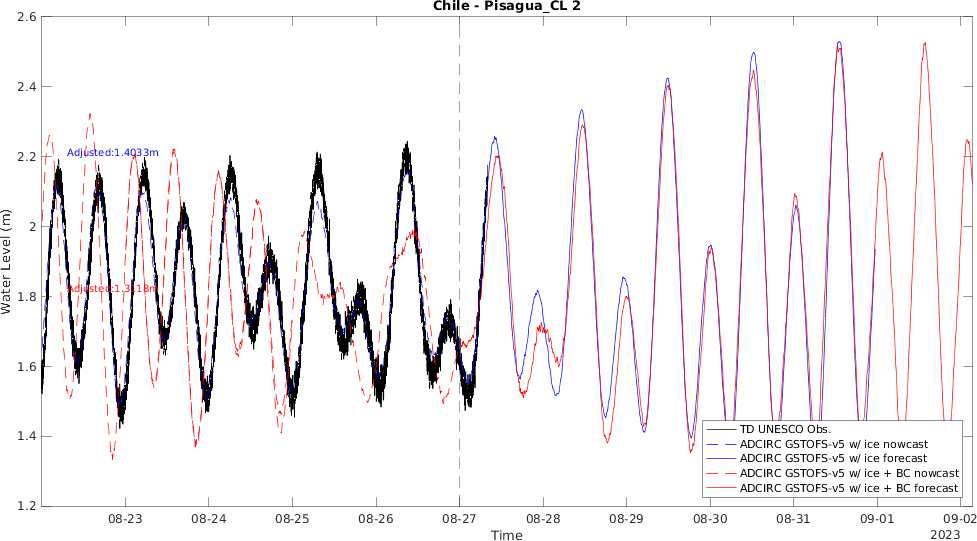 Chile - Pisagua_CL 2
2.6
2.4
2.2
2
1.8
1.6
1.4
1.2
Water Level (m)
Adjusted:1.4033m
TD UNESCO Obs.
ADCIRC GSTOFS-v5 w/ ice nowcast
ADCIRC GSTOFS-v5 w/ ice forecast
ADCIRC GSTOFS-v5 w/ ice + BC nowcast
ADCIRC GSTOFS-v5 w/ ice + BC forecast
08-23
08-24
08-25
08-26
08-27
08-28
08-29
08-30
08-31
09-01
09-02
Time
2023